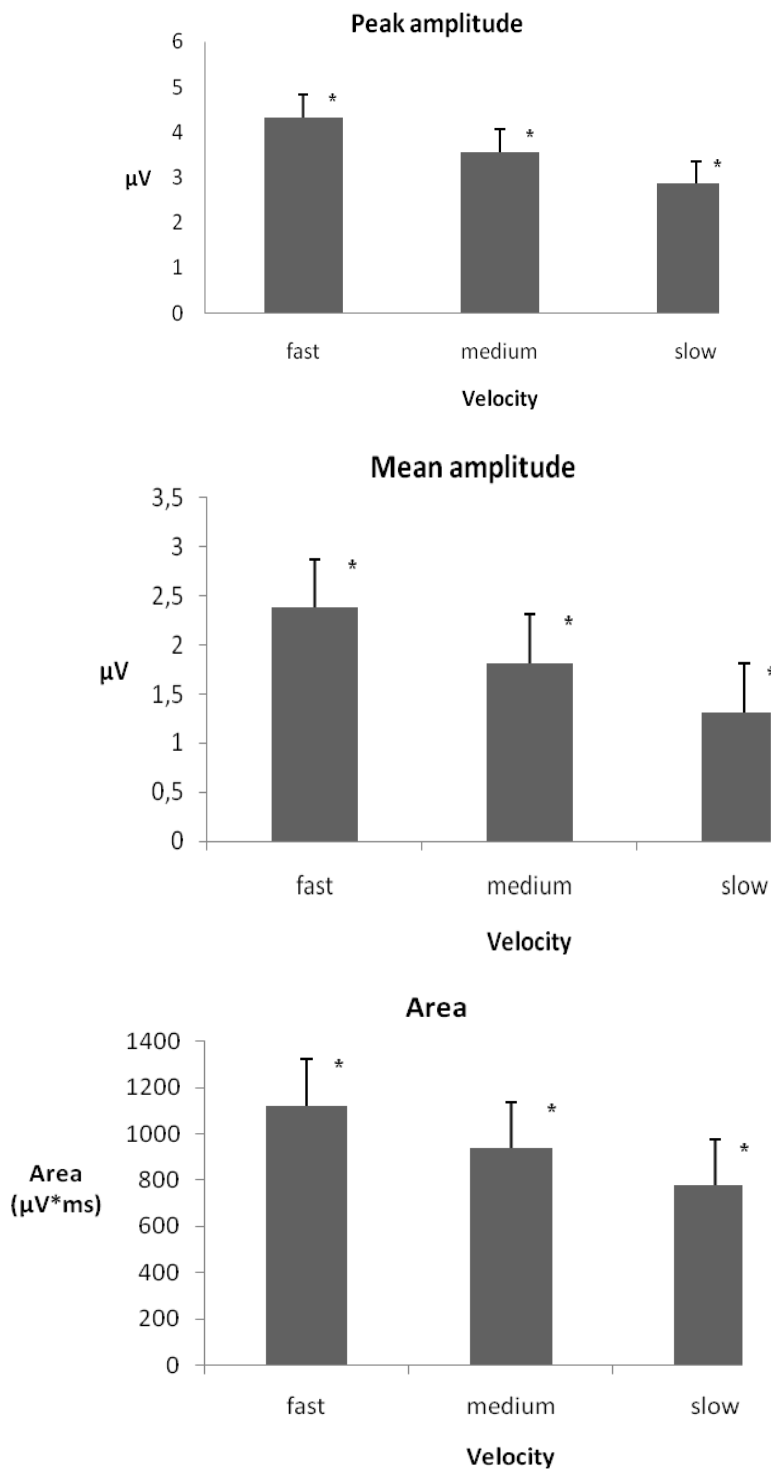 Peak amplitude
6
5
4
3
2
1
0
µV
*
*
*
fast medium slow
Velocity
Mean amplitude
3,5
3
2,5
2
1,5
1
0,5
0
µV
*
*
*
fast medium slow
Velocity
Area
1400
1200
1000
800
600
400
200
0
Area
(µV*ms)
*
*
*
fast medium slow
Velocity